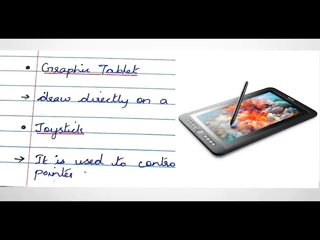 • Graphic Tablet
→ draw directly on a
• Joystick
→ It is used to contro
pointer